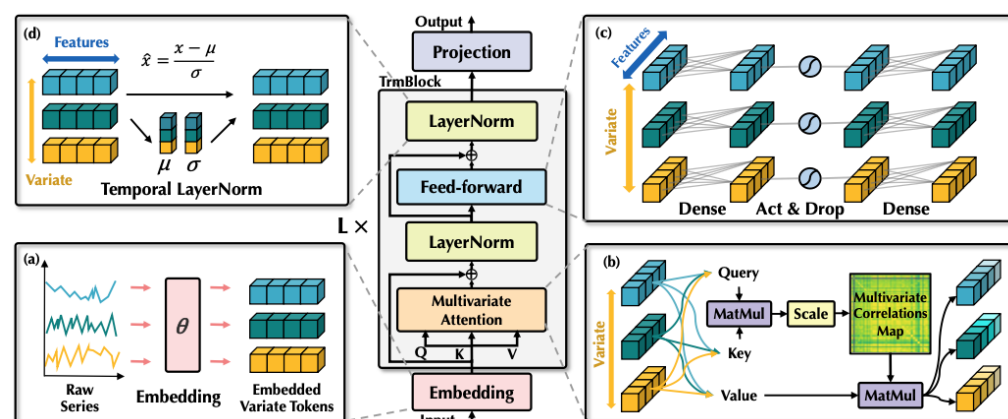 (d)
Features
x̂ = x − μ / σ
μ σ
Variate
Temporal LayerNorm
(a)
θ
Raw
Series
Embedding
Embedded
Variate Tokens
Output
Projection
TrmBlock
LayerNorm
Feed-forward
L ×
LayerNorm
Multivariate
Attention
Q K V
Embedding
Input
(c)
Features
Variate
Dense Act & Drop Dense
(b)
Variate
Query
MatMul
Scale
Multivariate
Correlations
Map
Key
Value
MatMul